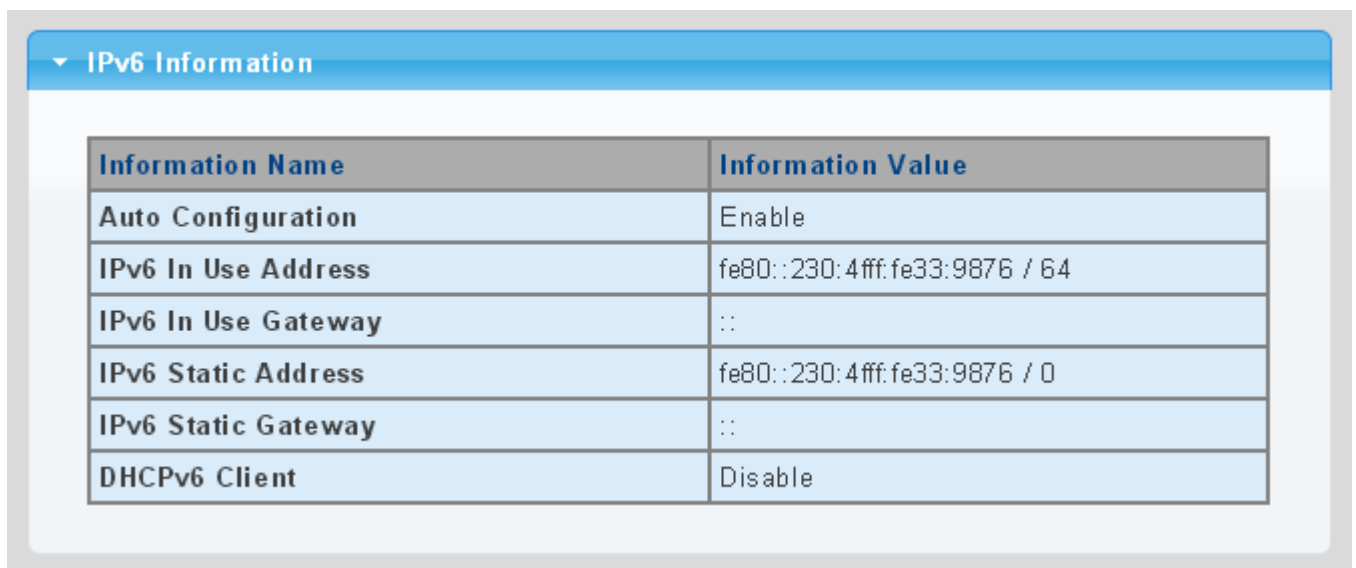 IPv6 Information
Information Name Information Value
Auto Configuration Enable
IPv6 In Use Address fe80::230:4fff:fe33:9876 / 64
IPv6 In Use Gateway ::
IPv6 Static Address fe80::230:4fff:fe33:9876 / 0
IPv6 Static Gateway ::
DHCPv6 Client Disable